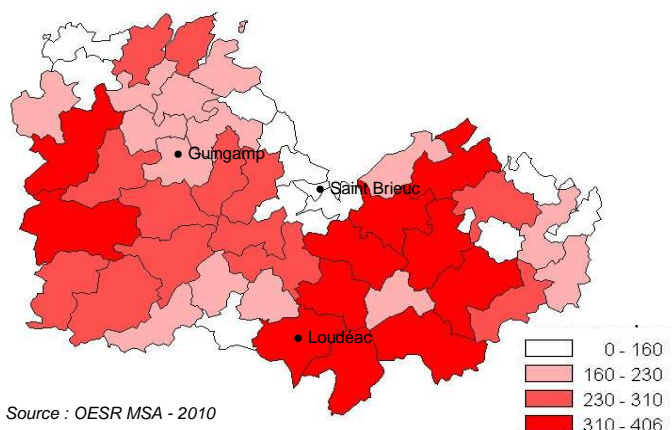 Guingamp
Saint Brieuc
Loudéac
0 - 160
160 - 230
230 - 310
310 - 406
Source : OESR MSA - 2010